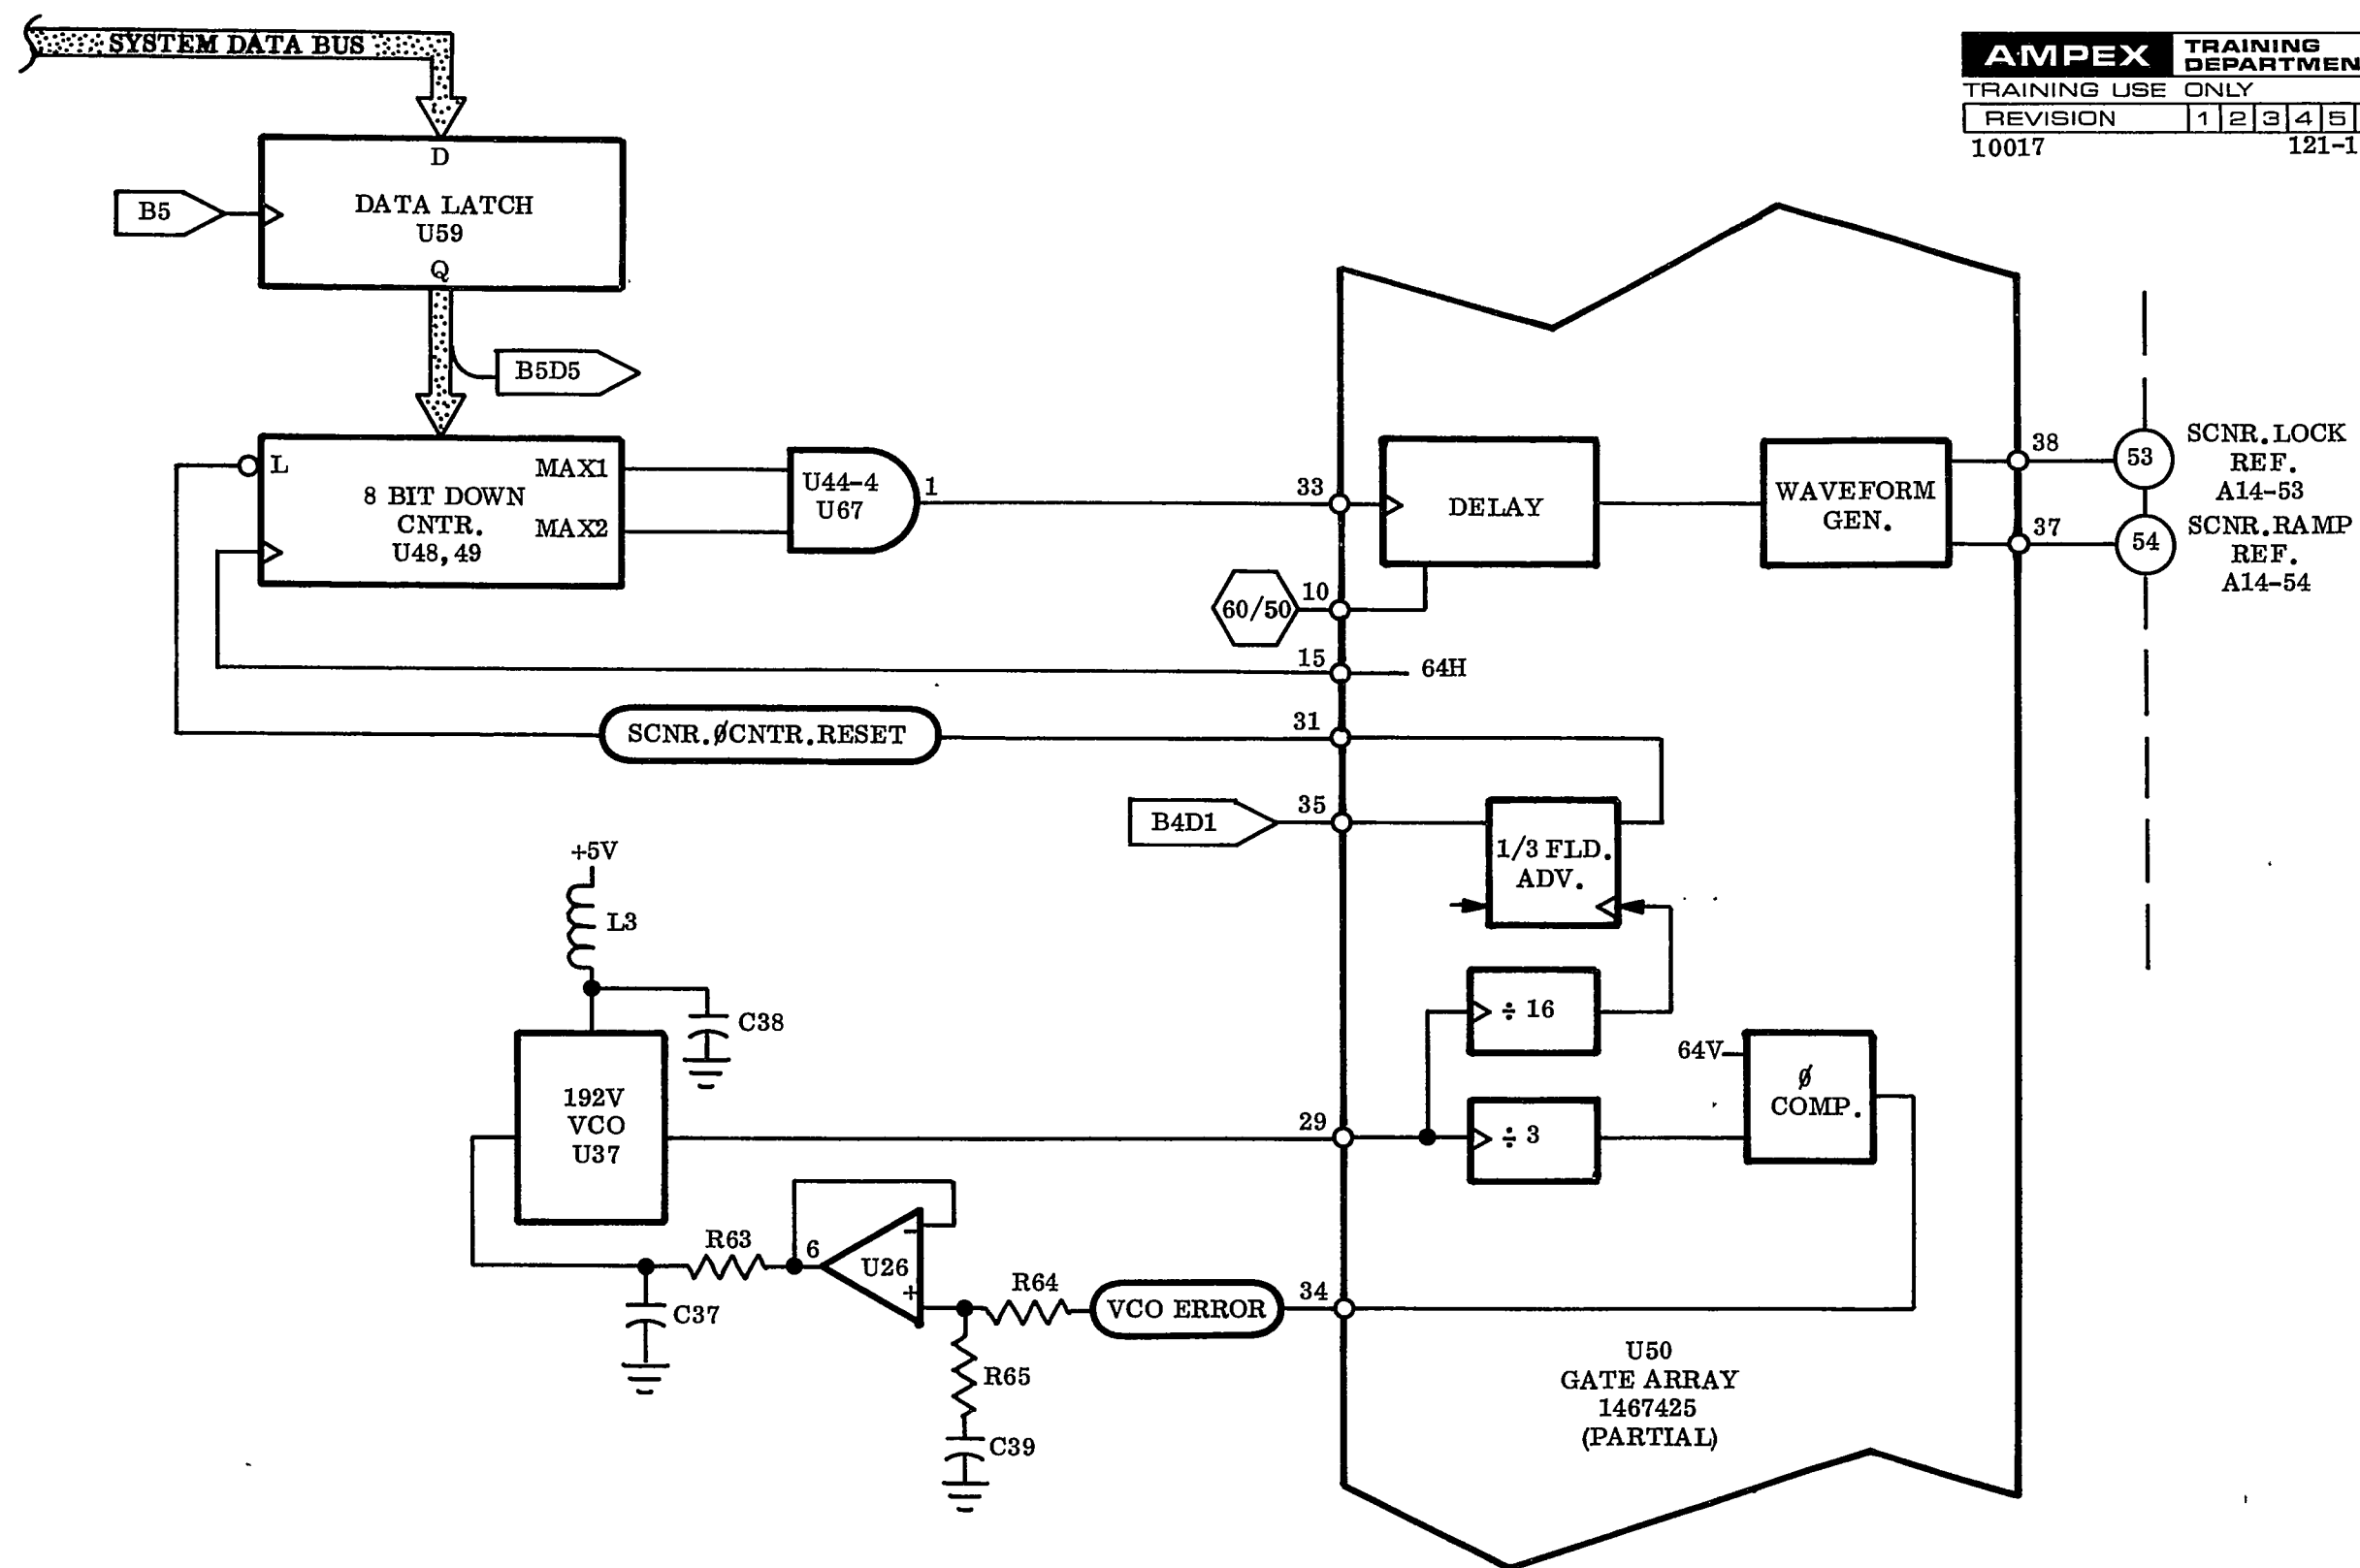 SYSTEM DATA BUS
AMPEX
TRAINING
DEPARTMEN
TRAINING USE ONLY
REVISION 1 2 3 4 5
10017 121-1
D
B5
DATA LATCH
U59
Q
B5D5
L
MAX1
8 BIT DOWN
CNTR.
U48,49
MAX2
U44-4
U67
1
33
DELAY
WAVEFORM
GEN.
38
53
SCNR.LOCK
REF.
A14-53
37
54
SCNR.RAMP
REF.
A14-54
60/50
10
15
64H
SCNR.ØCNTR.RESET
31
B4D1
35
1/3 FLD.
ADV.
+5V
L3
C38
÷ 16
192V
VCO
U37
64V
Ø
COMP.
29
÷ 3
R63
6
U26
-
+
R64
VCO ERROR
34
C37
R65
C39
U50
GATE ARRAY
1467425
(PARTIAL)